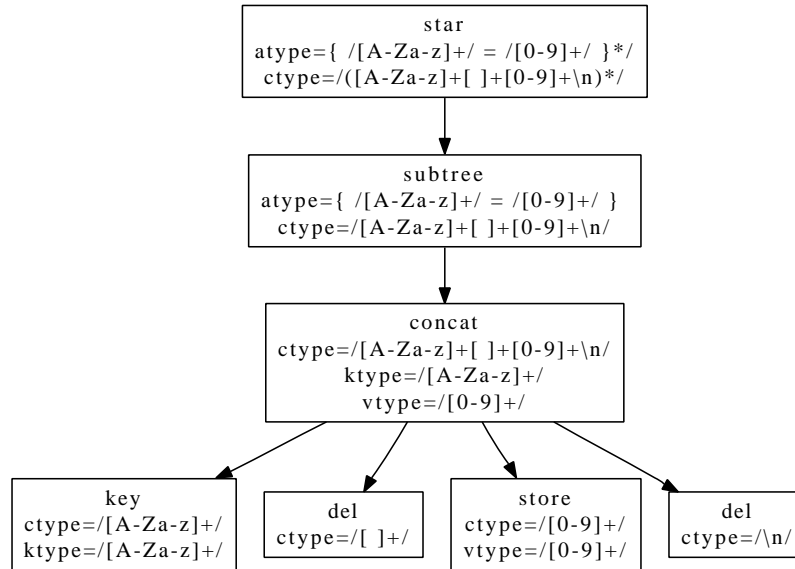 star
atype={ /[A-Za-z]+/ = /[0-9]+/ }*/
ctype=/([A-Za-z]+[ ]+[0-9]+\n)*/
subtree
atype={ /[A-Za-z]+/ = /[0-9]+/ }
ctype=/[A-Za-z]+[ ]+[0-9]+\n/
concat
ctype=/[A-Za-z]+[ ]+[0-9]+\n/
ktype=/[A-Za-z]+/
vtype=/[0-9]+/
key
ctype=/[A-Za-z]+/
ktype=/[A-Za-z]+/
del
ctype=/[ ]+/
store
ctype=/[0-9]+/
vtype=/[0-9]+/
del
ctype=/\n/